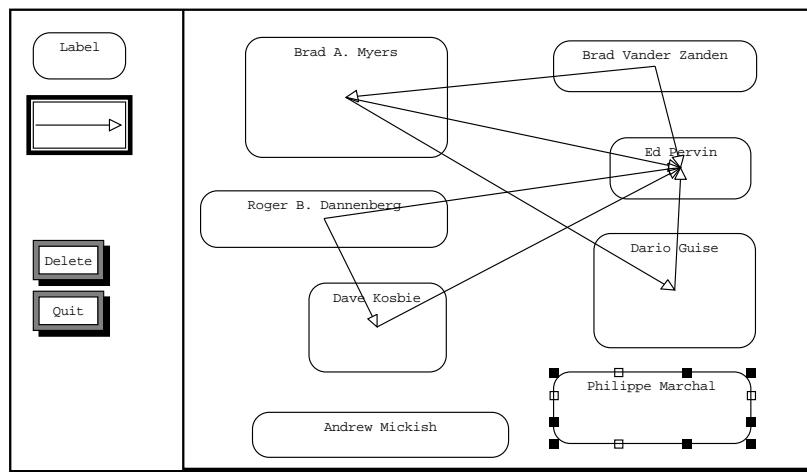 Label
Delete
Quit
Brad A. Myers
Brad Vander Zanden
Ed Pervin
Roger B. Dannenberg
Dario Guise
Dave Kosbie
Philippe Marchal
Andrew Mickish